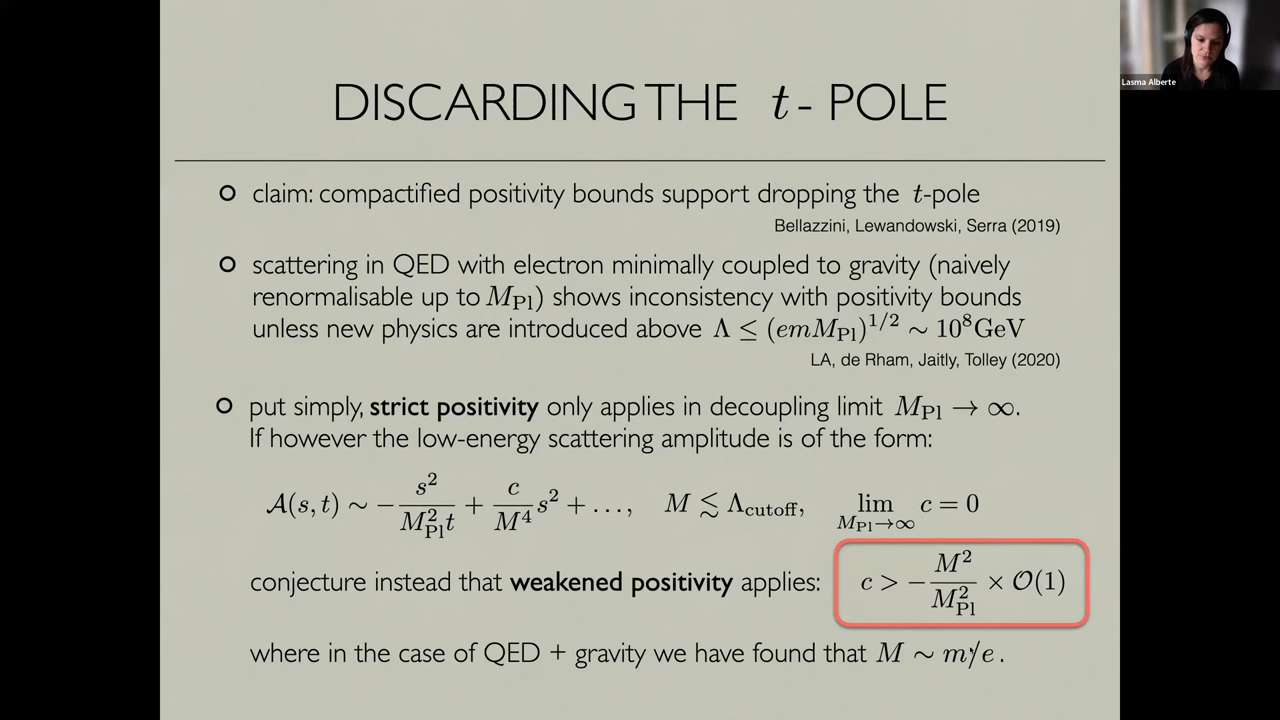 Lasma Alberte
DISCARDING THE t - POLE
claim: compactified positivity bounds support dropping the t-pole
Bellazzini, Lewandowski, Serra (2019)
scattering in QED with electron minimally coupled to gravity (naively
renormalisable up to M_Pl) shows inconsistency with positivity bounds
unless new physics are introduced above Λ ≤ (emM_Pl)^{1/2} ∼ 10^8 GeV
LA, de Rham, Jaitly, Tolley (2020)
put simply, strict positivity only applies in decoupling limit M_Pl → ∞.
If however the low-energy scattering amplitude is of the form:
A(s, t) ∼ − s^2/(M_Pl^2 t) + c/M^4 s^2 + . . . , M ≲ Λ_cutoff, lim_{M_Pl→∞} c = 0
conjecture instead that weakened positivity applies: c > − M^2/M_Pl^2 × O(1)
where in the case of QED + gravity we have found that M ∼ m/e .